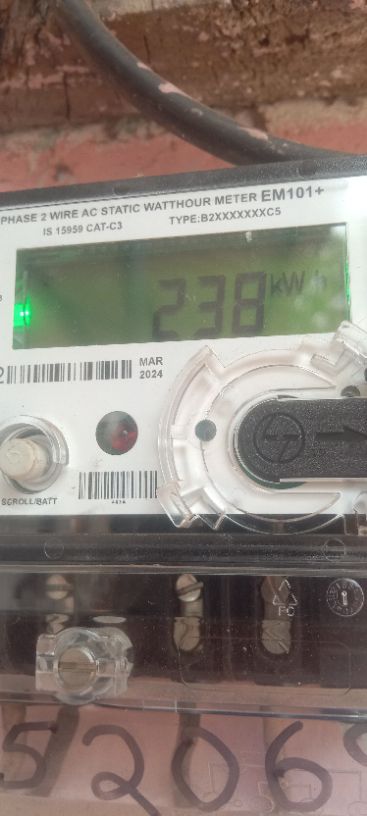 PHASE 2 WIRE AC STATIC WATTHOUR METER EM101+
IS 15959 CAT-C3 TYPE:B2XXXXXXXC5
238 kWh
MAR
2024
SCROLL/BATT
PC
5206